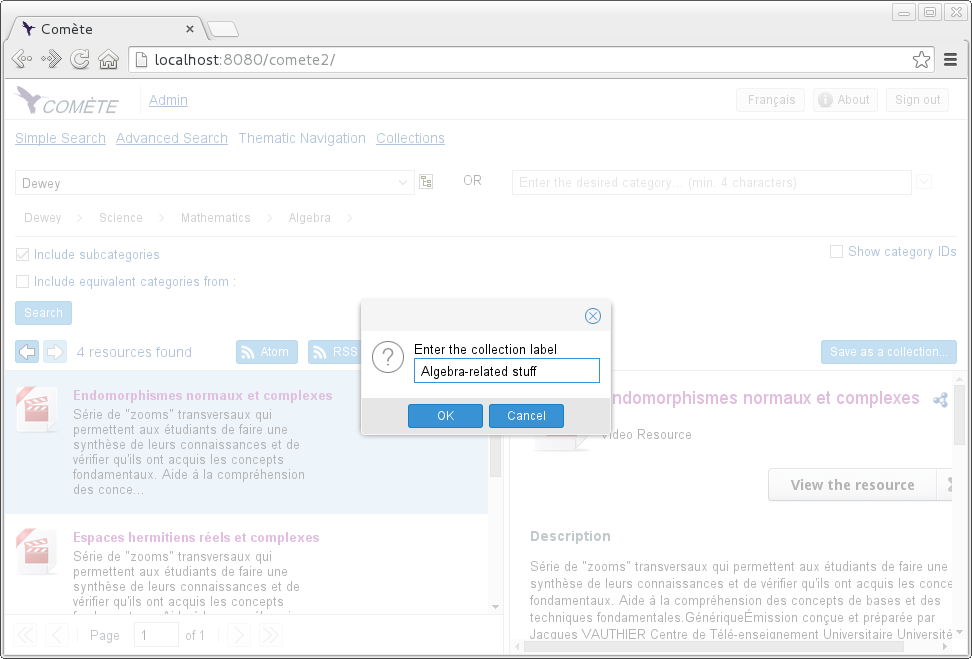 Comète
localhost:8080/comete2/
COMÈTE
Admin
Français
About
Sign out
Simple Search
Advanced Search
Thematic Navigation
Collections
Dewey
OR
Enter the desired category... (min. 4 characters)
Dewey
Science
Mathematics
Algebra
Include subcategories
Show category IDs
Include equivalent categories from :
Search
4 resources found
Atom
RSS
Save as a collection...
Enter the collection label
Algebra-related stuff
OK
Cancel
Endomorphismes normaux et complexes
Série de "zooms" transversaux qui
permettent aux étudiants de faire une
synthèse de leurs connaissances et de
vérifier qu'ils ont acquis les concepts
fondamentaux. Aide à la compréhension
des conce...
Espaces hermitiens réels et complexes
Série de "zooms" transversaux qui
permettent aux étudiants de faire une
synthèse de leurs connaissances et de
vérifier qu'ils ont acquis les concepts
Page
1
of 1
ndomorphismes normaux et complexes
Video Resource
View the resource
Description
Série de "zooms" transversaux qui permettent aux étudiants de faire une
synthèse de leurs connaissances et de vérifier qu'ils ont acquis les conce
fondamentaux. Aide à la compréhension des concepts de bases et des
techniques fondamentales.GénériqueÉmission conçue et préparée par
Jacques VAUTHIER Centre de Télé-enseignement Universitaire Université